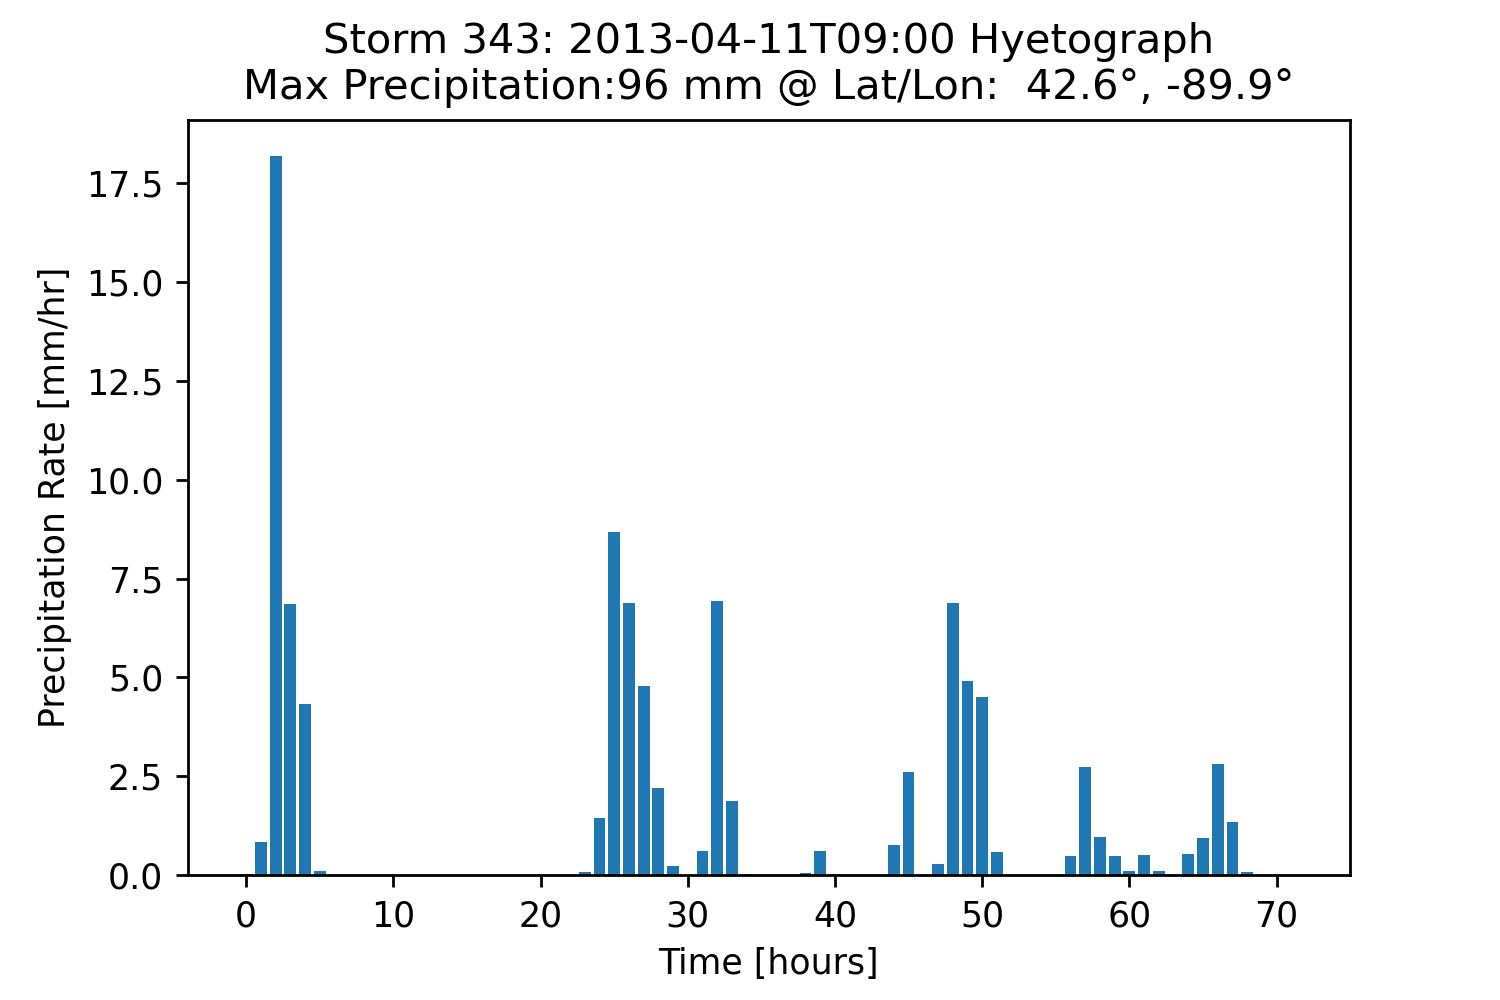 Storm 343: 2013-04-11T09:00 Hyetograph
Max Precipitation:96 mm @ Lat/Lon:  42.6°, -89.9°
Precipitation Rate [mm/hr]
17.5
15.0
12.5
10.0
7.5
5.0
2.5
0.0
0 10 20 30 40 50 60 70
Time [hours]